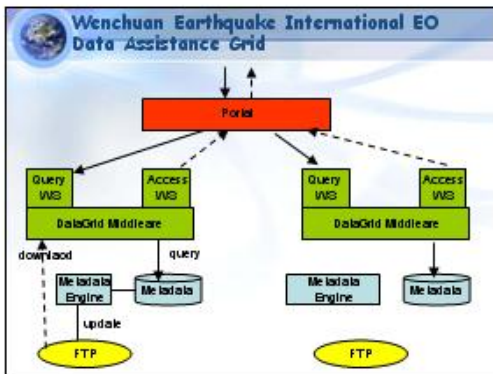 Wenchuan Earthquake International EO
Data Assistance Grid
Portal
Query
WS
Access
WS
Query
WS
Access
WS
DataGrid Middleare
DataGrid Middleare
downlaod
query
Metadata
Engine
Metadata
Metadata
Engine
Metadata
update
FTP
FTP